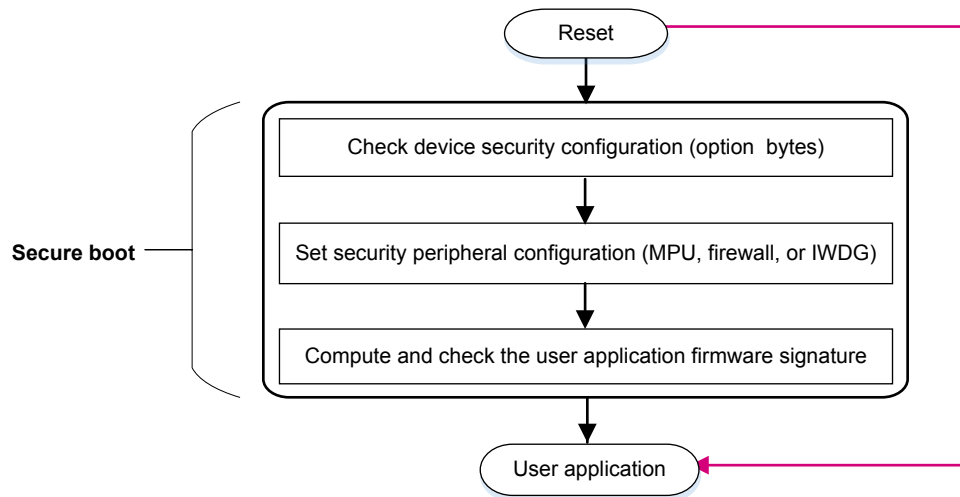 Reset
Check device security configuration (option bytes)
Secure boot
Set security peripheral configuration (MPU, firewall, or IWDG)
Compute and check the user application firmware signature
User application